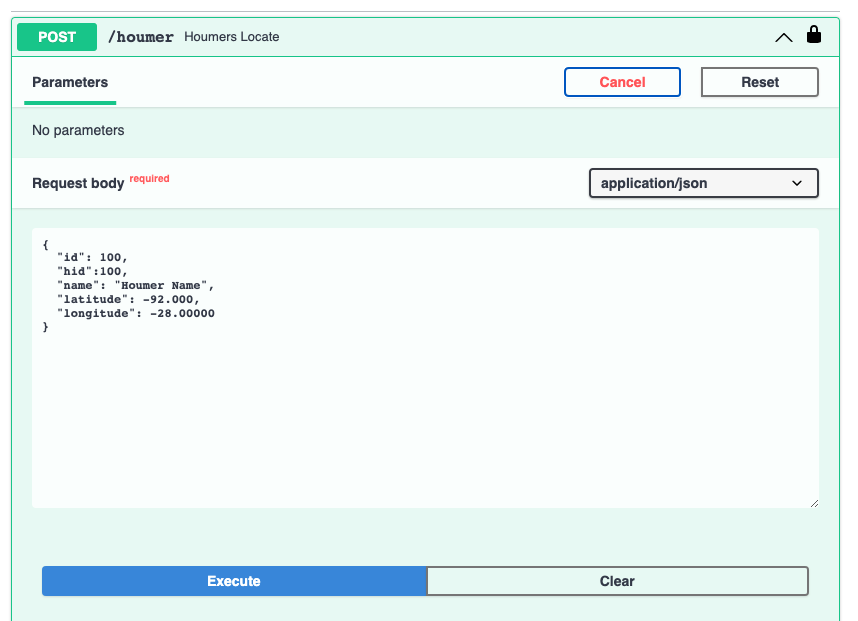 POST /houmer Houmers Locate
Parameters Cancel Reset
No parameters
Request body required application/json
{
  "id": 100,
  "hid":100,
  "name": "Houmer Name",
  "latitude": -92.000,
  "longitude": -28.00000
}
Execute Clear